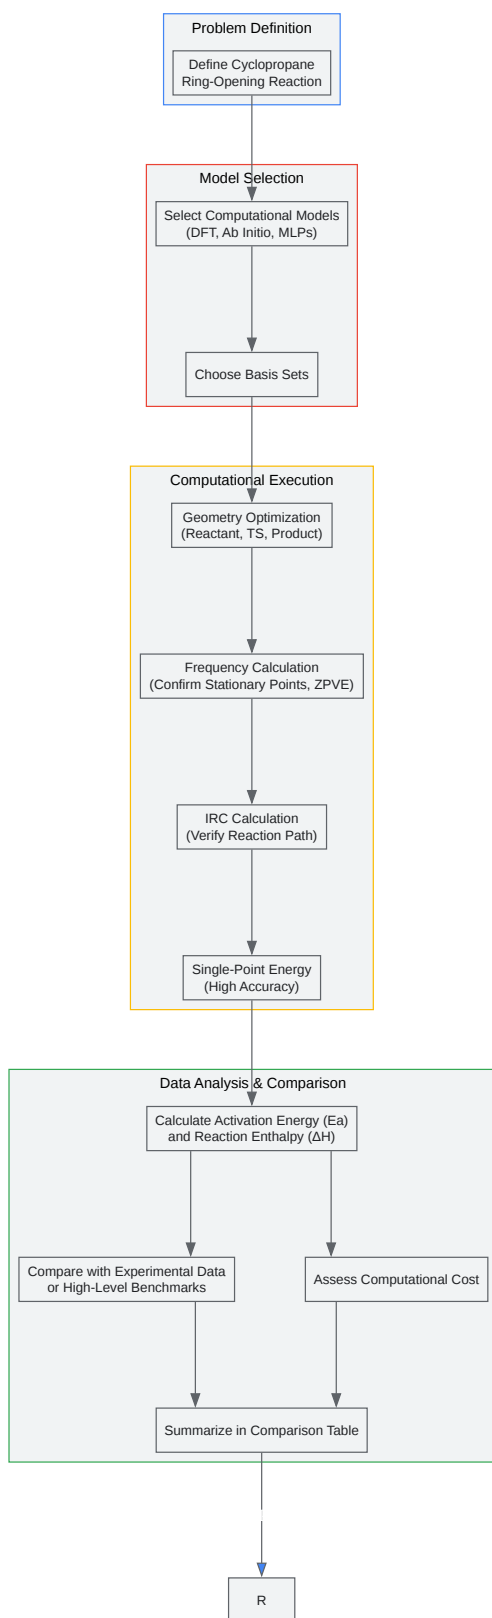 Problem Definition
Define Cyclopropane
Ring-Opening Reaction
Model Selection
Select Computational Models
(DFT, Ab Initio, MLPs)
Choose Basis Sets
Computational Execution
Geometry Optimization
(Reactant, TS, Product)
Frequency Calculation
(Confirm Stationary Points, ZPVE)
IRC Calculation
(Verify Reaction Path)
Single-Point Energy
(High Accuracy)
Data Analysis & Comparison
Calculate Activation Energy (Ea)
and Reaction Enthalpy (ΔH)
Compare with Experimental Data
or High-Level Benchmarks
Assess Computational Cost
Summarize in Comparison Table
R